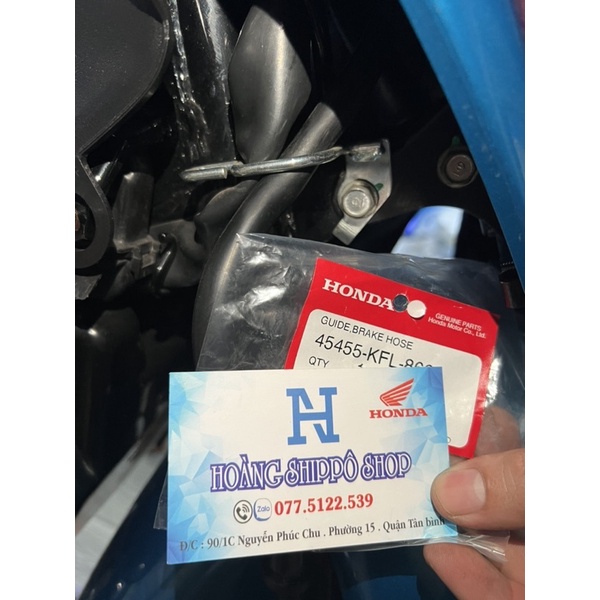 HONDA
GENUINE PARTS
Honda Motor Co., Ltd.
GUIDE,BRAKE HOSE
45455-KFL-
QTY
HONDA
HOÀNG SHIPPÔ SHOP
Zalo
077.5122.539
Đ/C : 90/1C Nguyễn Phúc Chu . Phường 15 . Quận Tân bình